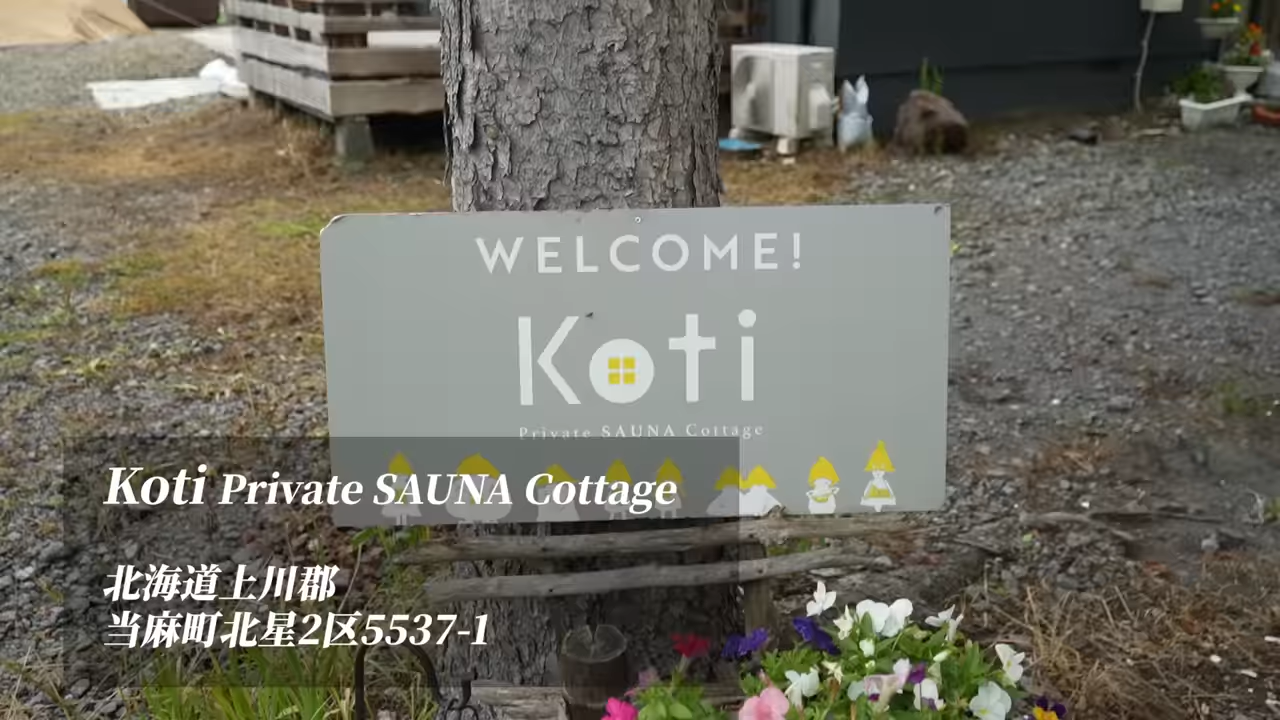 WELCOME!
Koti
Private SAUNA Cottage
Koti Private SAUNA Cottage
北海道上川郡
当麻町北星2区5537-1